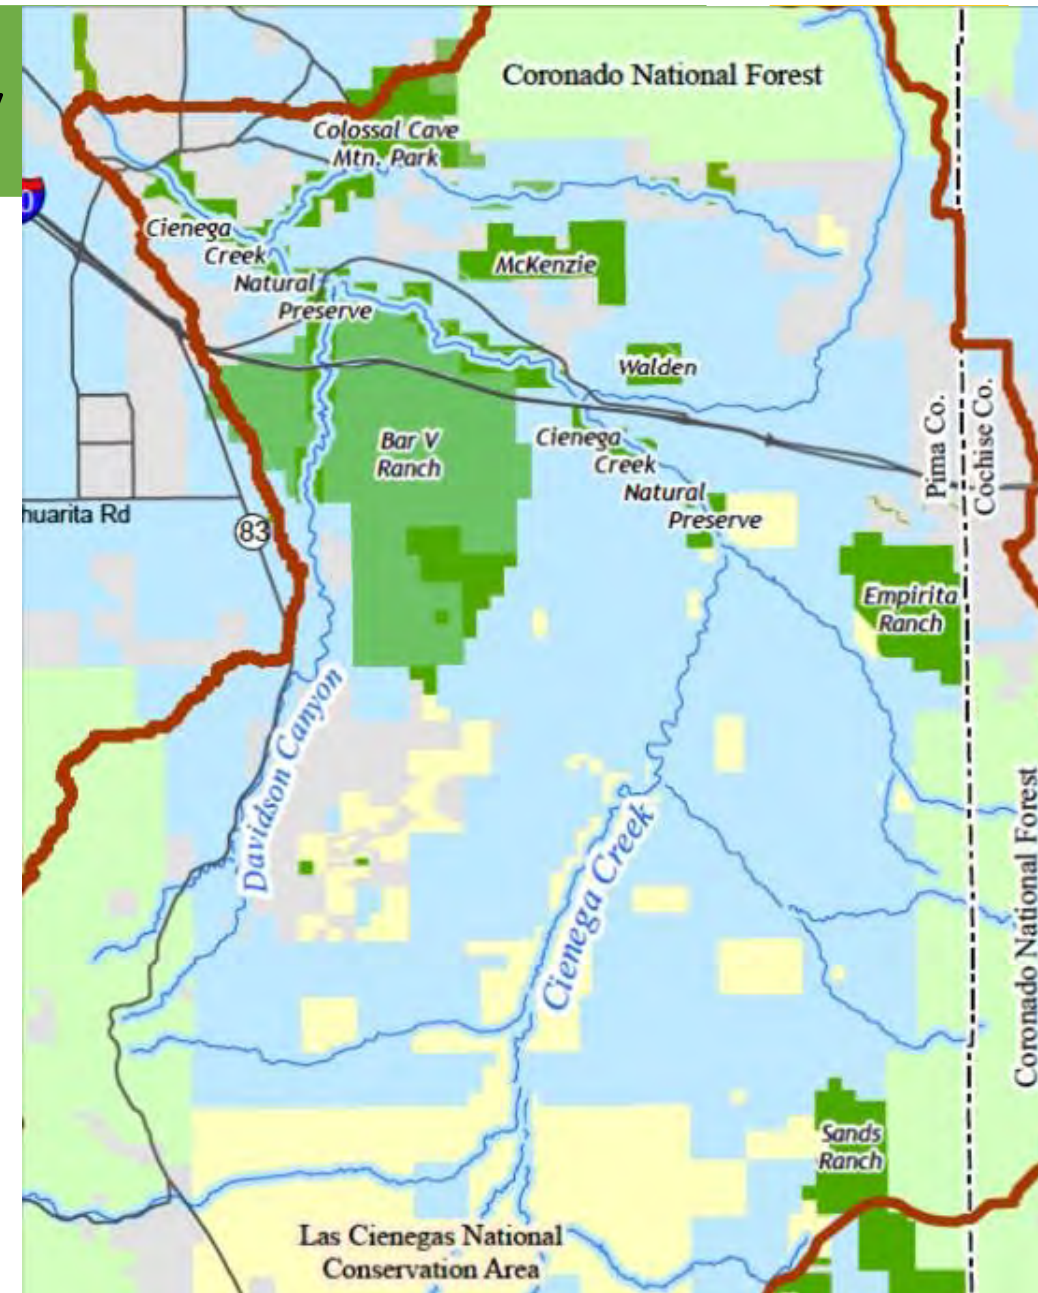 Coronado National Forest
Colossal Cave
Mtn. Park
Cienega
Creek
Natural
Preserve
McKenzie
Walden
Bar V
Ranch
Cienega
Creek
Natural
Preserve
Pima Co.
Cochise Co.
huarita Rd
83
Empirita
Ranch
Davidson Canyon
Cienega Creek
Coronado National Forest
Sands
Ranch
Las Cienegas National
Conservation Area